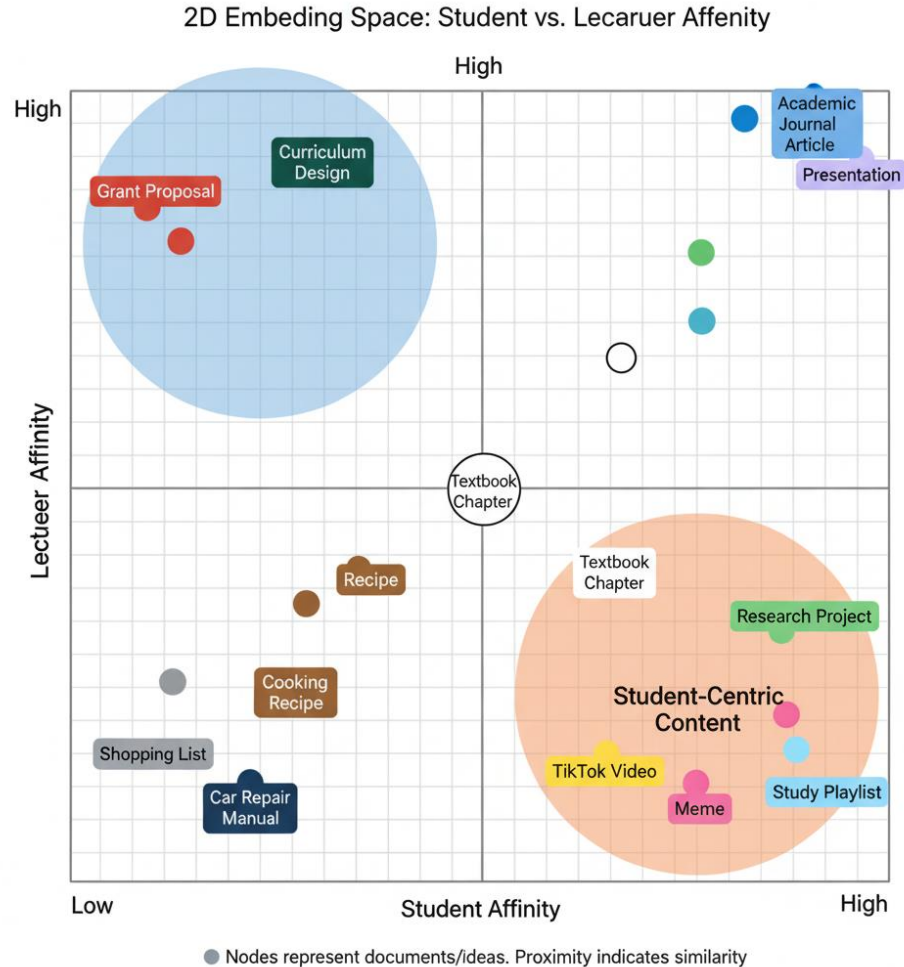 2D Embeding Space: Student vs. Lecaruer Affenity
High
High
Academic
Journal
Article
Curriculum
Design
Presentation
Grant Proposal
Lectueer Affinity
Textbook
Chapter
Textbook
Chapter
Recipe
Research Project
Cooking
Recipe
Student-Centric
Content
Shopping List
TikTok Video
Study Playlist
Car Repair
Manual
Meme
Low
Student Affinity
High
Nodes represent documents/ideas. Proximity indicates similarity